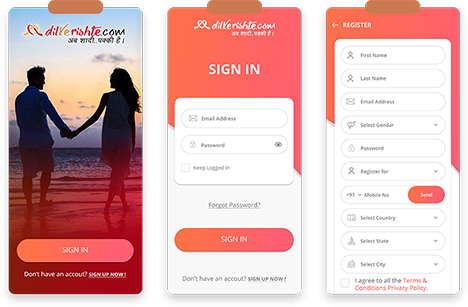 dilkerishte.com
अब शादी..पक्की है।
SIGN IN
Don't have an accout? SIGN UP NOW!
dilkerishte.com
अब शादी..पक्की है।
SIGN IN
Email Address
Password
Keep Logged In
Forgot Password?
SIGN IN
Don't have an accout? SIGN UP NOW!
REGISTER
First Name
Last Name
Email Address
Select Gendar
Password
Register for
+91 Mobile No Send
Select Country
Select State
Select City
I agree to all the Terms &
Conditions Privacy Policy.